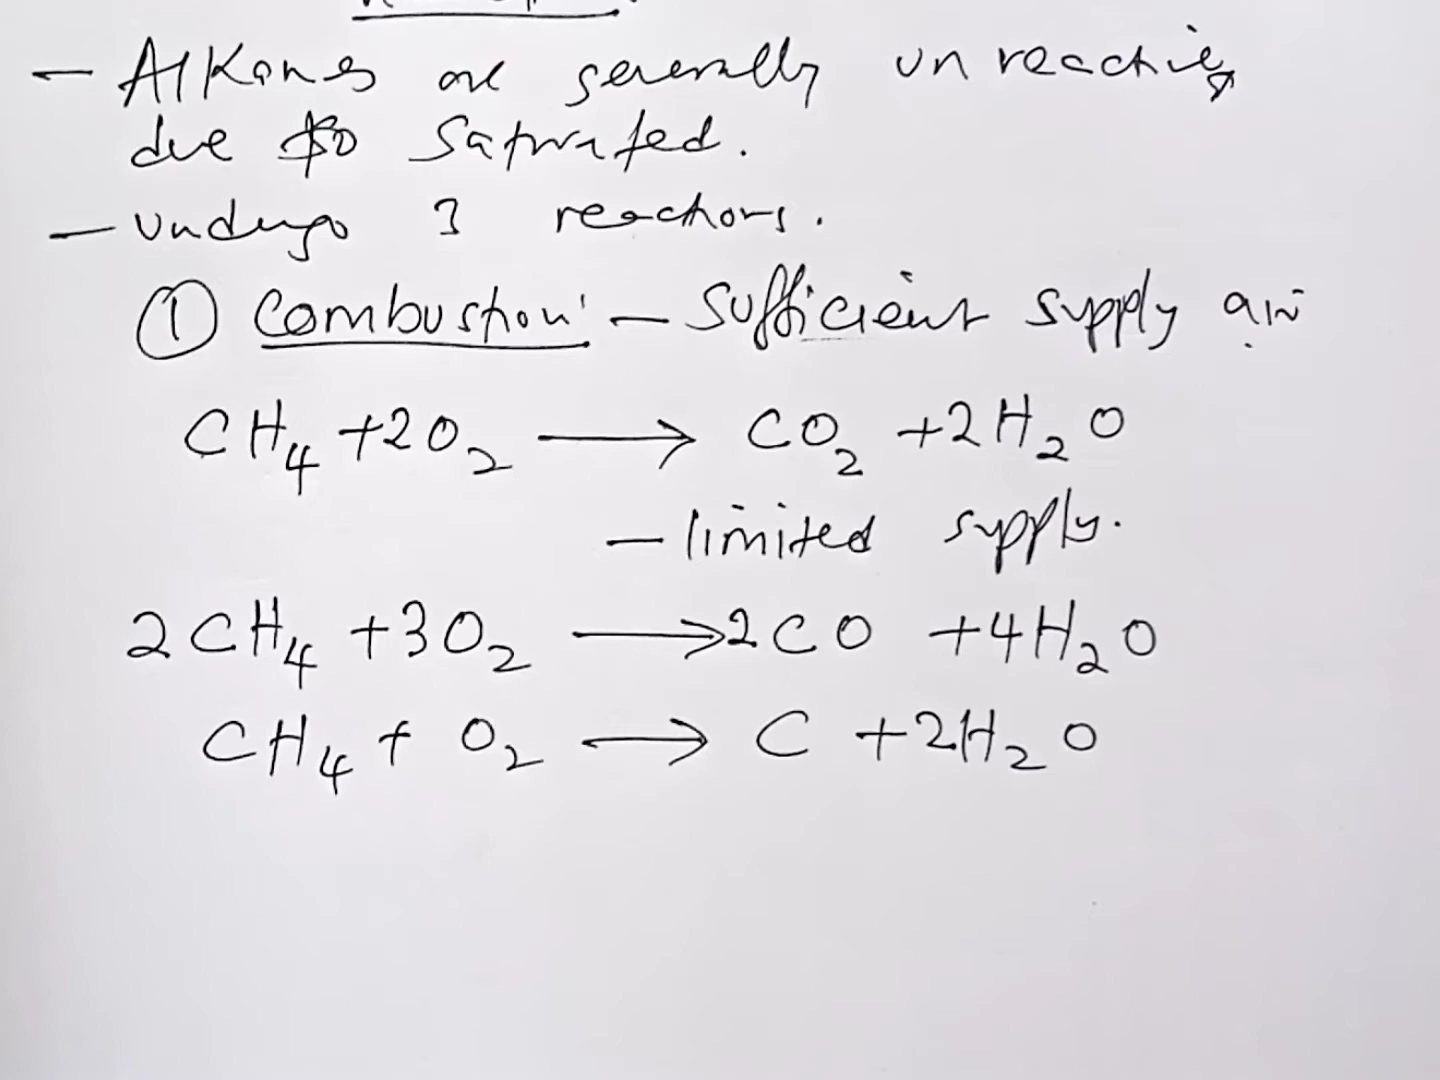 - Alkanes are generally unreactive
due to saturated.
- undergo 3 reactions.
① Combustion: - sufficient supply air
CH₄ + 2O₂ ⟶ CO₂ + 2H₂O
- limited supply.
2CH₄ + 3O₂ ⟶ 2CO + 4H₂O
CH₄ + O₂ ⟶ C + 2H₂O